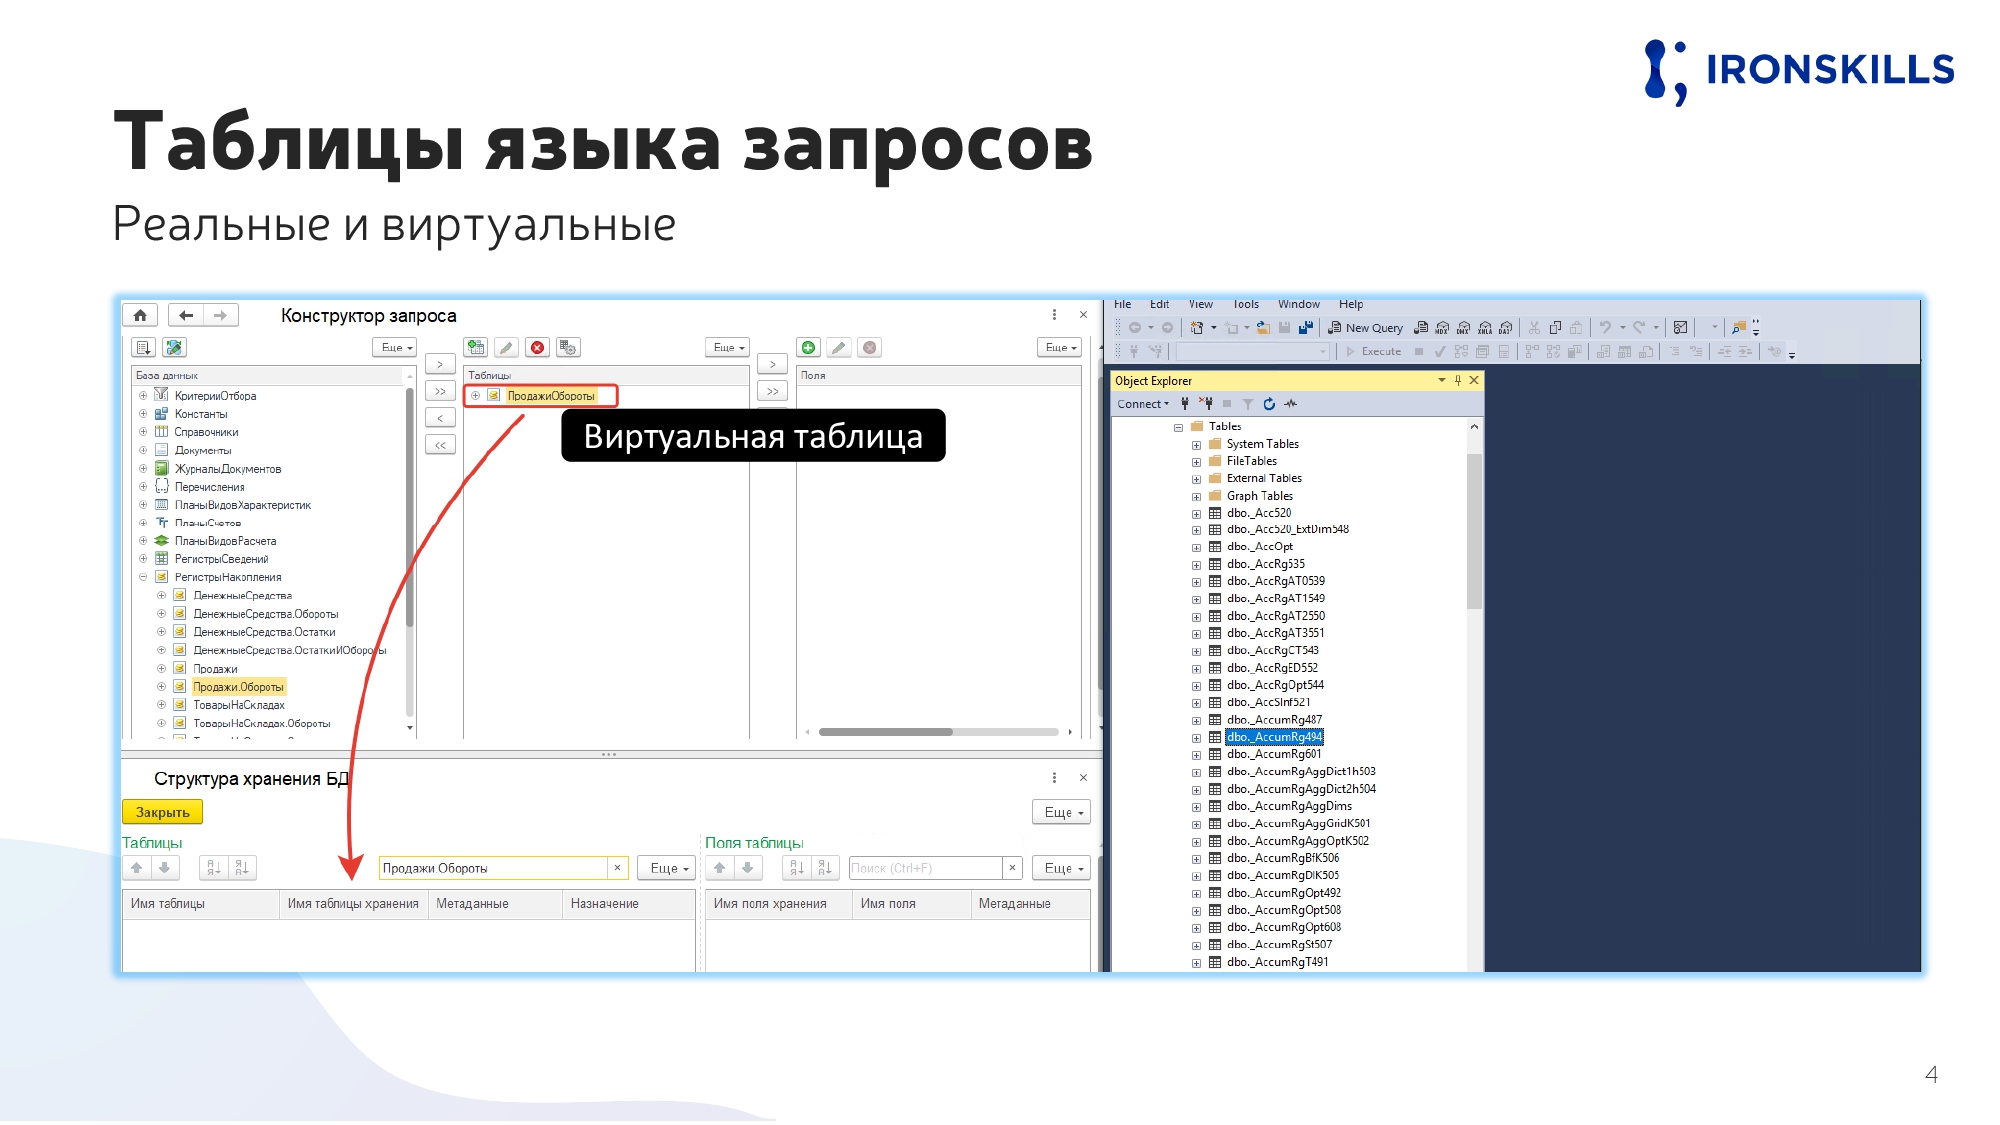 IRONSKILLS
Таблицы языка запросов
Реальные и виртуальные
Конструктор запроса
Еще
Еще
Еще
База данных
КритерииОтбора
Константы
Справочники
Документы
ЖурналыДокументов
Перечисления
ПланыВидовХарактеристик
ПланыСчетов
ПланыВидовРасчета
РегистрыСведений
РегистрыНакопления
ДенежныеСредства
ДенежныеСредства.Обороты
ДенежныеСредства.Остатки
ДенежныеСредства.ОстаткиИОбороты
Продажи
Продажи.Обороты
ТоварыНаСкладах
ТоварыНаСкладах.Обороты
>
>>
<
<<
Таблицы
ПродажиОбороты
Виртуальная таблица
>
>>
Поля
Структура хранения БД
Закрыть
Еще
Таблицы
Продажи.Обороты
Еще
Имя таблицы Имя таблицы хранения Метаданные Назначение
Поля таблицы
Поиск (Ctrl+F)
Еще
Имя поля хранения Имя поля Метаданные
File Edit View Tools Window Help
New Query
MDX DMX XMLA DAX
Execute
Object Explorer
Connect
Tables
System Tables
FileTables
External Tables
Graph Tables
dbo._Acc520
dbo._Acc520_ExtDim548
dbo._AccOpt
dbo._AccRg535
dbo._AccRgAT0539
dbo._AccRgAT1549
dbo._AccRgAT2550
dbo._AccRgAT3551
dbo._AccRgCT543
dbo._AccRgED552
dbo._AccRgOpt544
dbo._AccSInf521
dbo._AccumRg487
dbo._AccumRg494
dbo._AccumRg601
dbo._AccumRgAggDict1h503
dbo._AccumRgAggDict2h504
dbo._AccumRgAggDims
dbo._AccumRgAggGridK501
dbo._AccumRgAggOptK502
dbo._AccumRgBfK506
dbo._AccumRgDlK505
dbo._AccumRgOpt492
dbo._AccumRgOpt508
dbo._AccumRgOpt608
dbo._AccumRgSt507
dbo._AccumRgT491
4